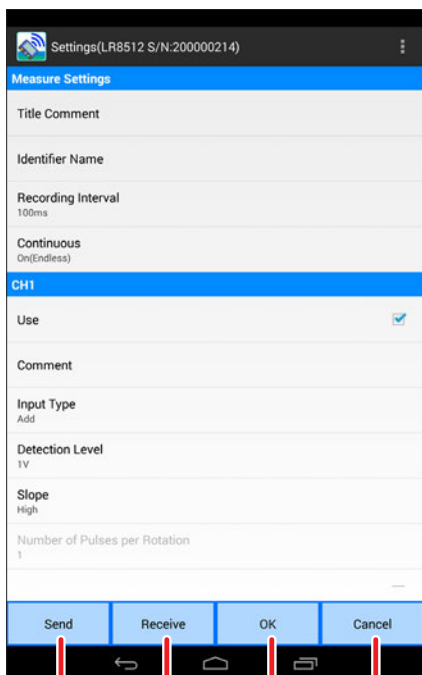 Settings(LR8512 S/N:200000214)
Measure Settings
Title Comment
Identifier Name
Recording Interval
100ms
Continuous
On(Endless)
CH1
Use
Comment
Input Type
Add
Detection Level
1V
Slope
High
Number of Pulses per Rotation
1
Send Receive OK Cancel